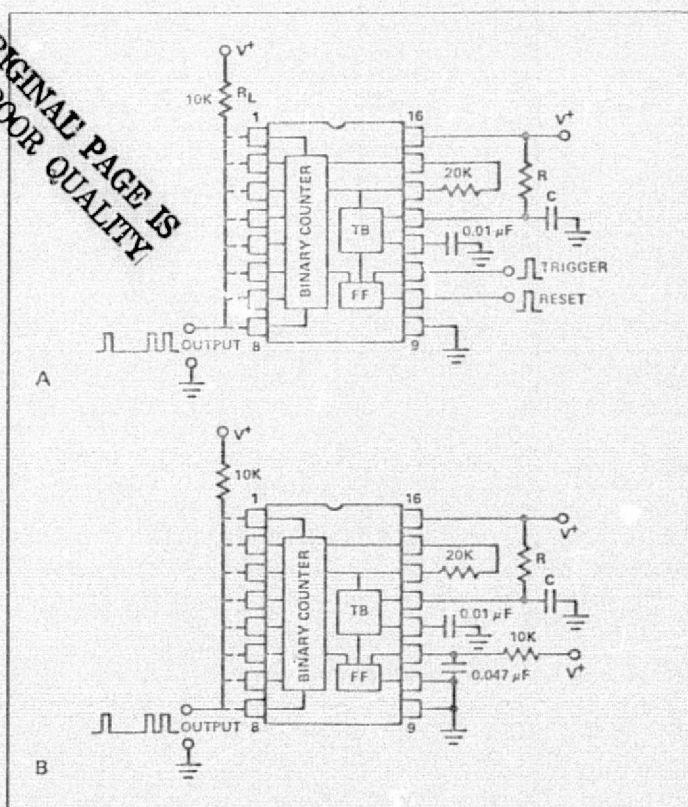 ORIGINAL PAGE IS
POOR QUALITY
V+
10K RL
1
16
V+
BINARY COUNTER
20K
R
C
TB
0.01 µF
FF
TRIGGER
RESET
OUTPUT
8
9
A
V+
10K
1
16
V+
BINARY COUNTER
20K
R
C
TB
0.01 µF
10K
V+
FF
0.047 µF
OUTPUT
8
9
B